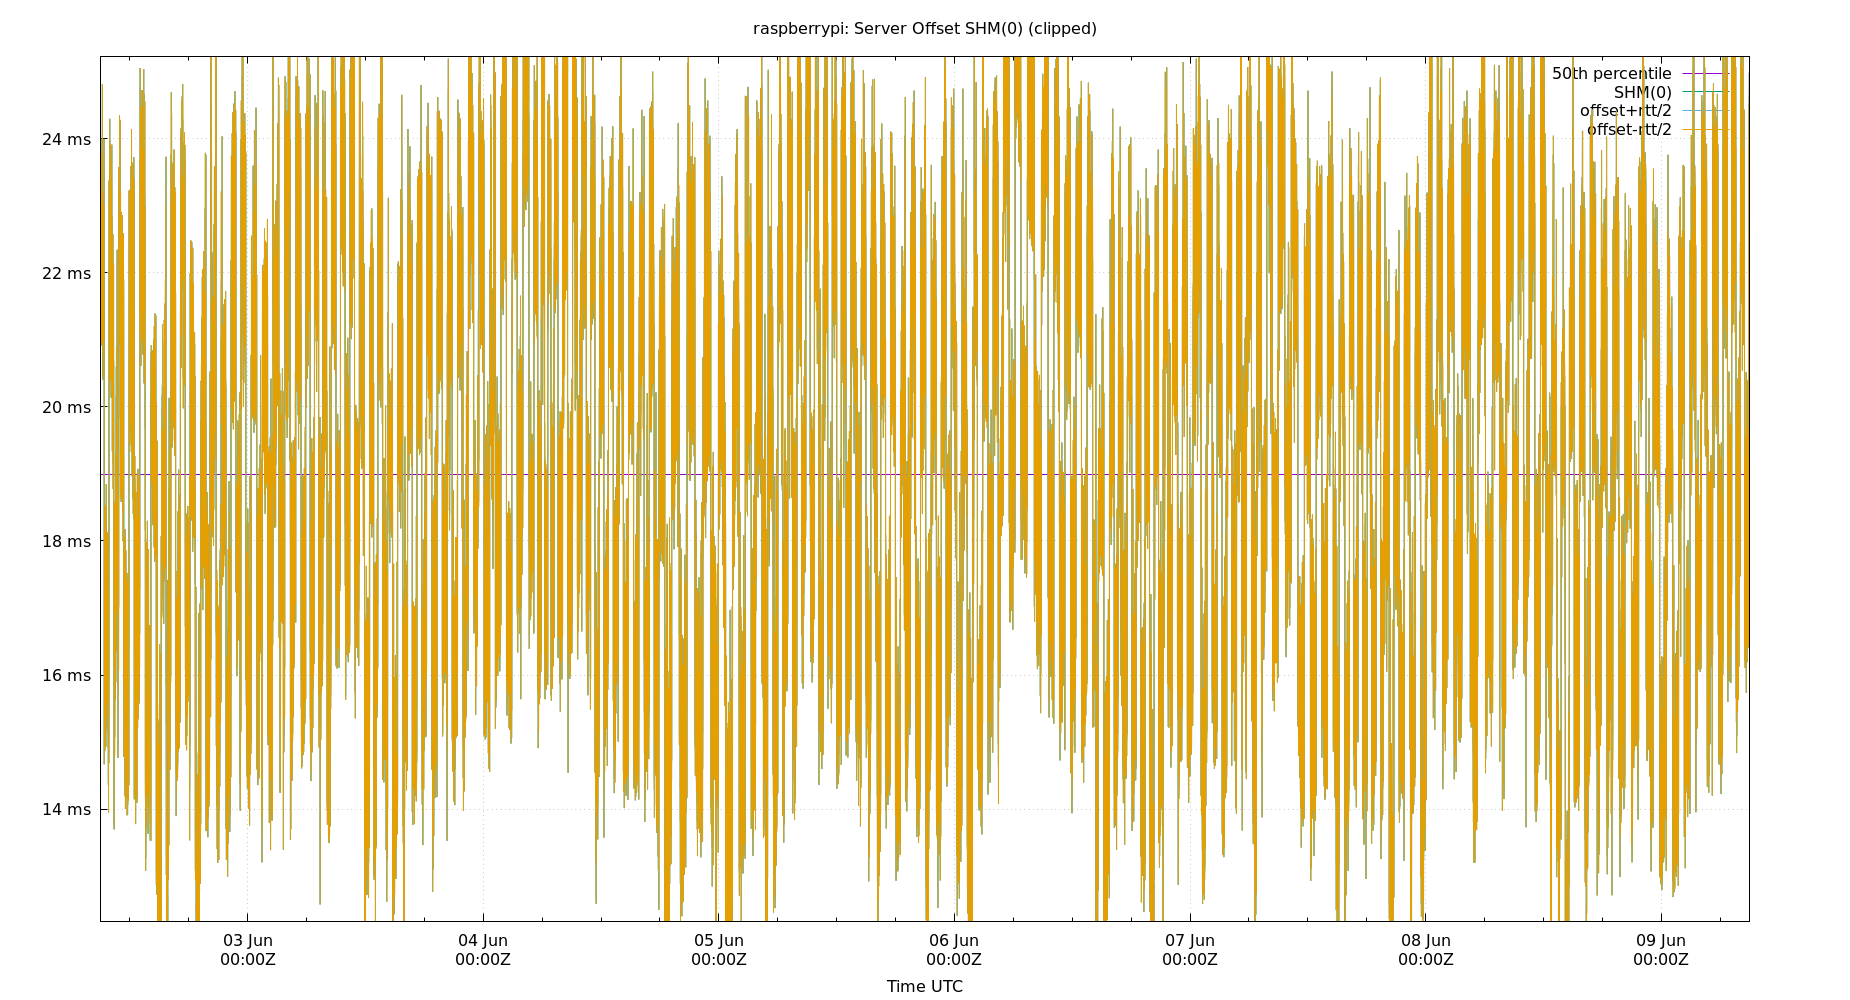 raspberrypi: Server Offset SHM(0) (clipped)
50th percentile
SHM(0)
offset+rtt/2
offset-rtt/2
24 ms
22 ms
20 ms
18 ms
16 ms
14 ms
03 Jun 04 Jun 05 Jun 06 Jun 07 Jun 08 Jun 09 Jun
00:00Z 00:00Z 00:00Z 00:00Z 00:00Z 00:00Z 00:00Z
Time UTC